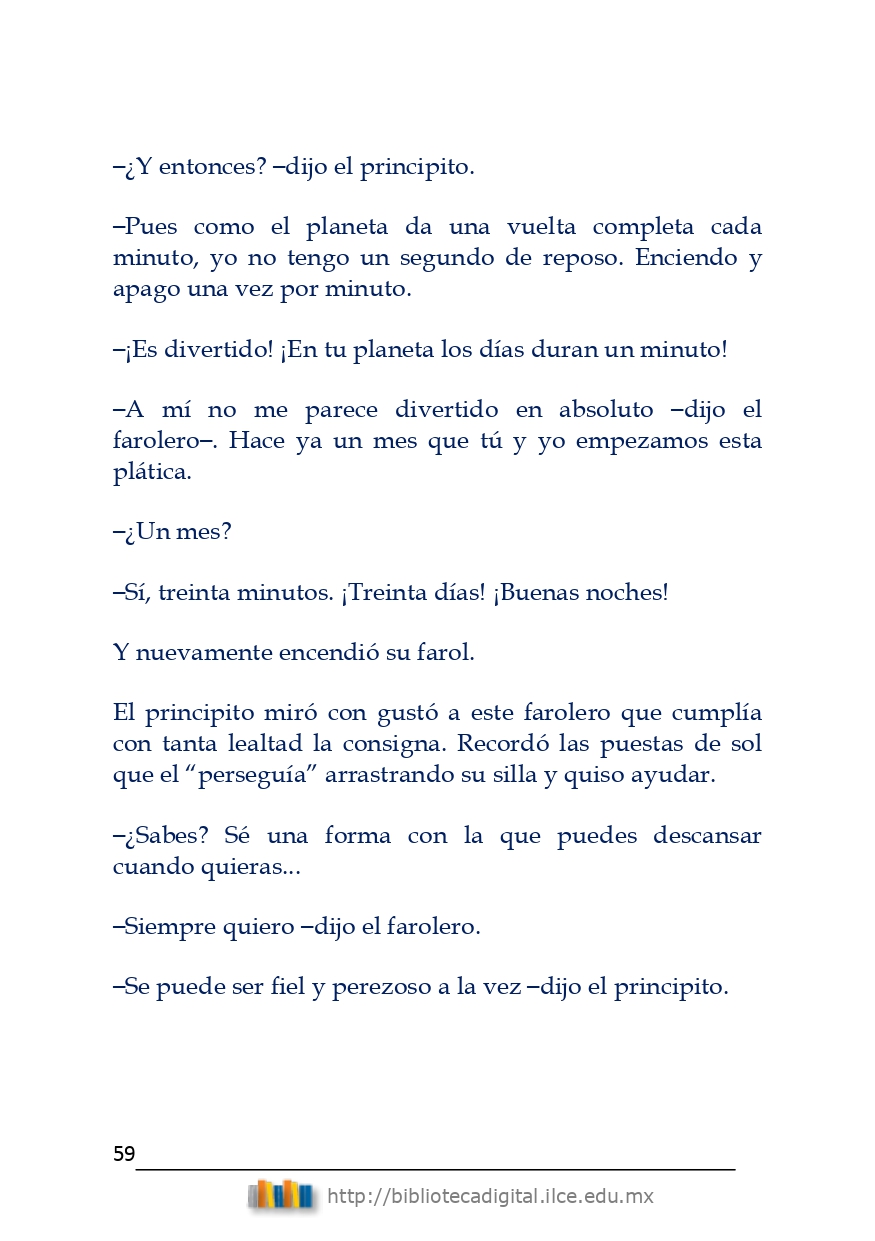 –¿Y entonces? –dijo el principito.
–Pues como el planeta da una vuelta completa cada
minuto, yo no tengo un segundo de reposo. Enciendo y
apago una vez por minuto.
–¡Es divertido! ¡En tu planeta los días duran un minuto!
–A mí no me parece divertido en absoluto –dijo el
farolero–. Hace ya un mes que tú y yo empezamos esta
plática.
–¿Un mes?
–Sí, treinta minutos. ¡Treinta días! ¡Buenas noches!
Y nuevamente encendió su farol.
El principito miró con gustó a este farolero que cumplía
con tanta lealtad la consigna. Recordó las puestas de sol
que el “perseguía” arrastrando su silla y quiso ayudar.
–¿Sabes? Sé una forma con la que puedes descansar
cuando quieras...
–Siempre quiero –dijo el farolero.
–Se puede ser fiel y perezoso a la vez –dijo el principito.
59
http://bibliotecadigital.ilce.edu.mx